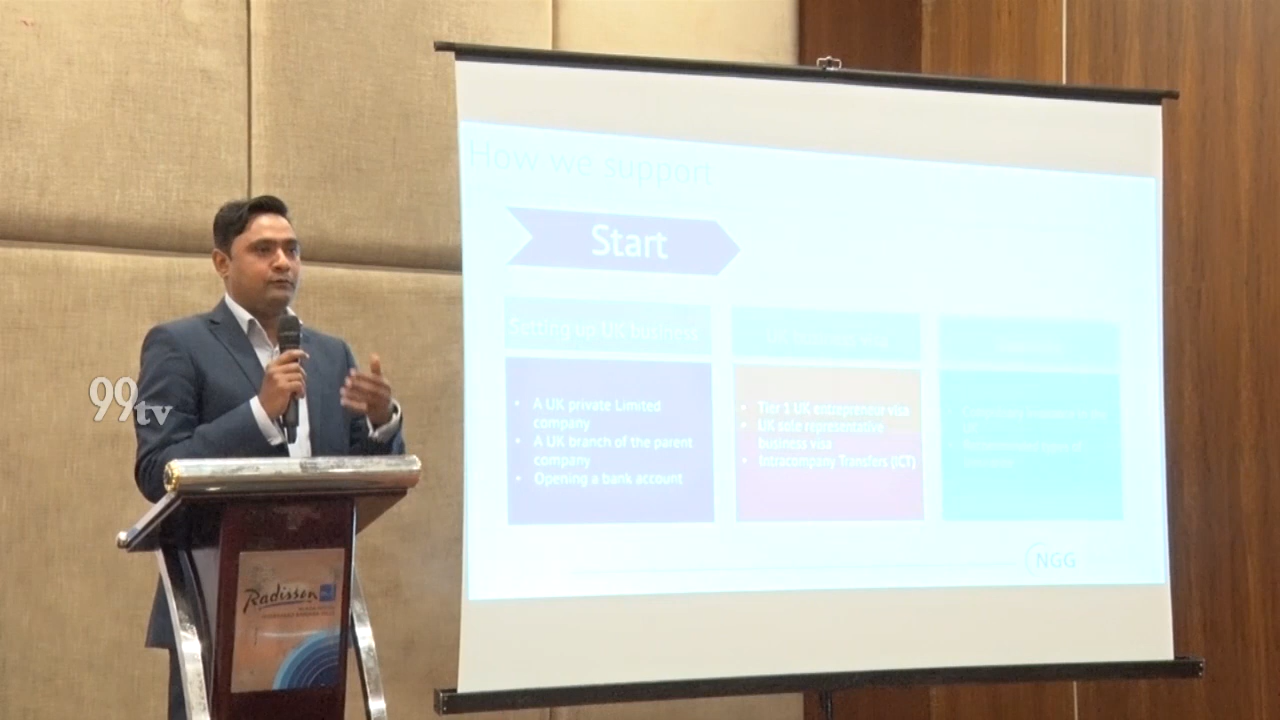 How we support
Start
Setting up UK business
• A UK private Limited
company
• A UK branch of the parent
company
• Opening a bank account
• Tier 1 UK entrepreneur visa
• UK sole representative
business visa
• Intracompany Transfers (ICT)
NGG
99tv
Radisson